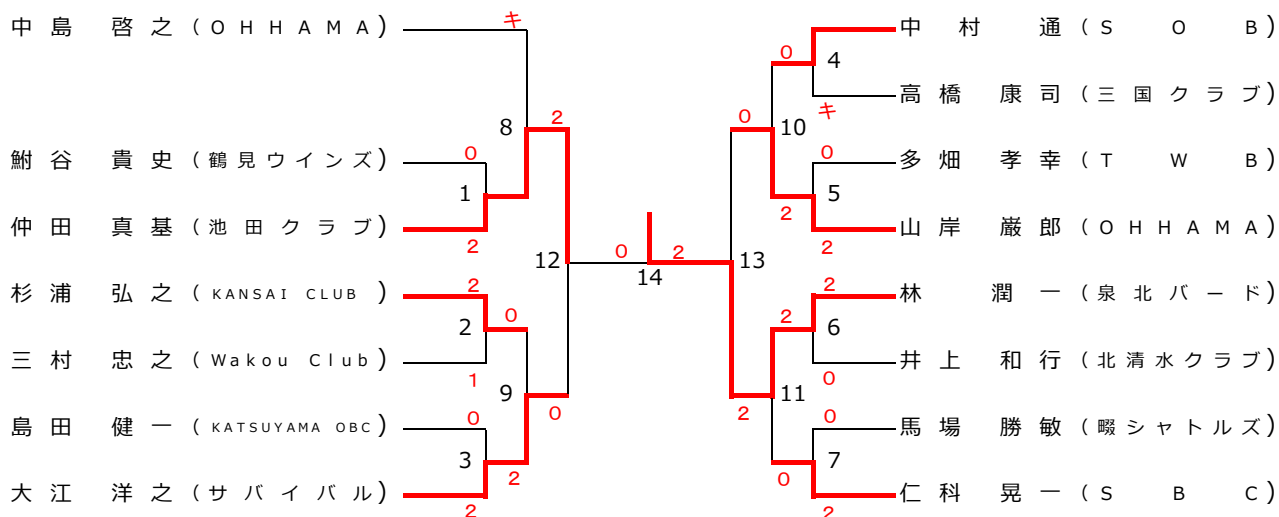 中島 啓之 (OHHAMA)
キ
8
2
鮒谷 貴史 (鶴見ウインズ)
0
1
仲田 真基 (池田クラブ)
2
12
杉浦 弘之 (KANSAI CLUB)
2
0
2
三村 忠之 (Wakou Club)
1
9
0
島田 健一 (KATSUYAMA OBC)
0
3
2
大江 洋之 (サバイバル)
2
0
14
2
中村 通 (SOB)
0
4
高橋 康司 (三国クラブ)
キ
0
10
多畑 孝幸 (TWB)
0
5
2
山岸 巌郎 (OHHAMA)
2
13
林 潤一 (泉北バード)
2
2
6
井上 和行 (北清水クラブ)
0
11
2
馬場 勝敏 (畷シャトルズ)
0
7
0
仁科 晃一 (SBC)
2